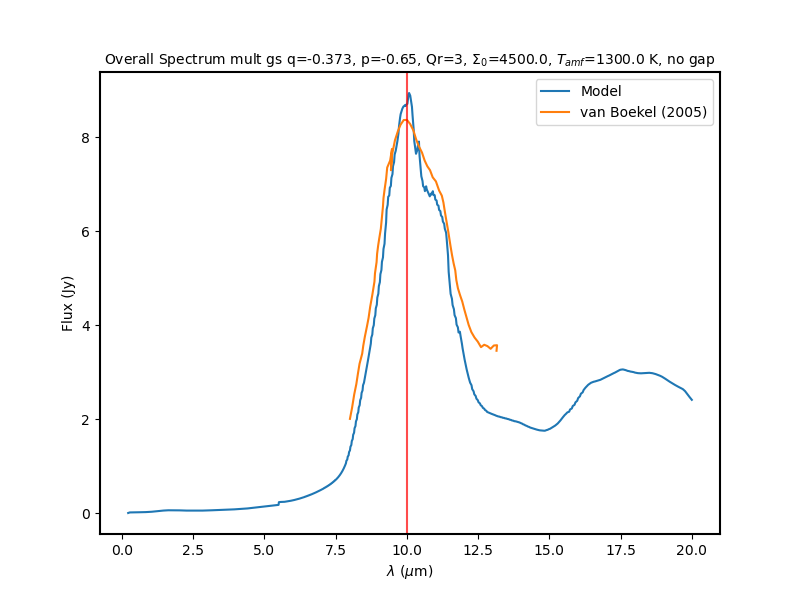 Overall Spectrum mult gs q=-0.373, p=-0.65, Qr=3, Σ₀=4500.0, T_amf=1300.0 K, no gap
Model
van Boekel (2005)
8
6
4
2
0
Flux (Jy)
0.0 2.5 5.0 7.5 10.0 12.5 15.0 17.5 20.0
λ (μm)